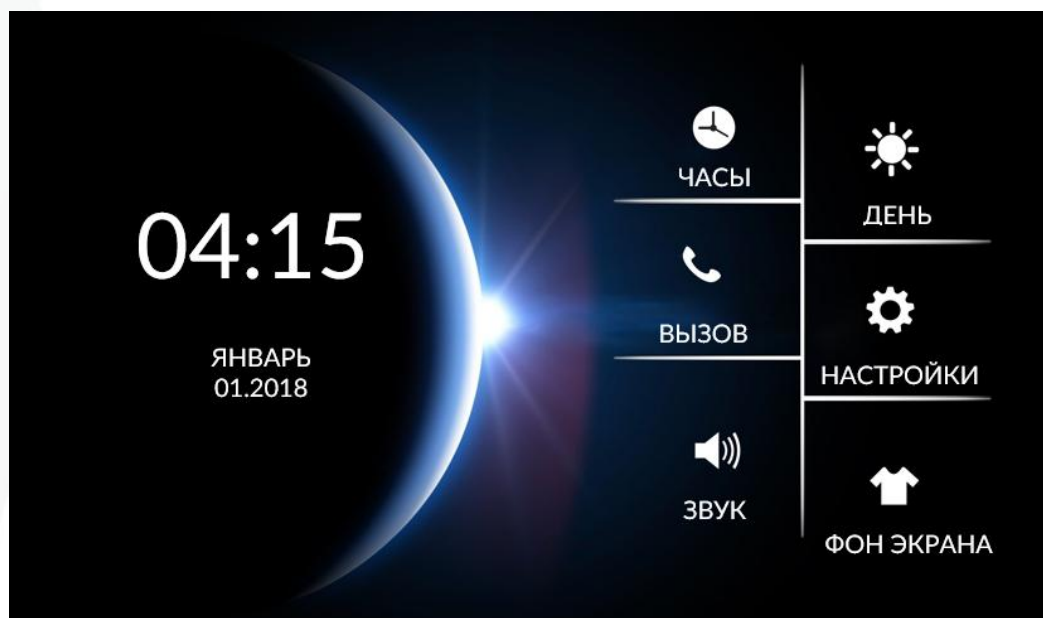 04:15
ЯНВАРЬ
01.2018
ЧАСЫ
ВЫЗОВ
ЗВУК
ДЕНЬ
НАСТРОЙКИ
ФОН ЭКРАНА